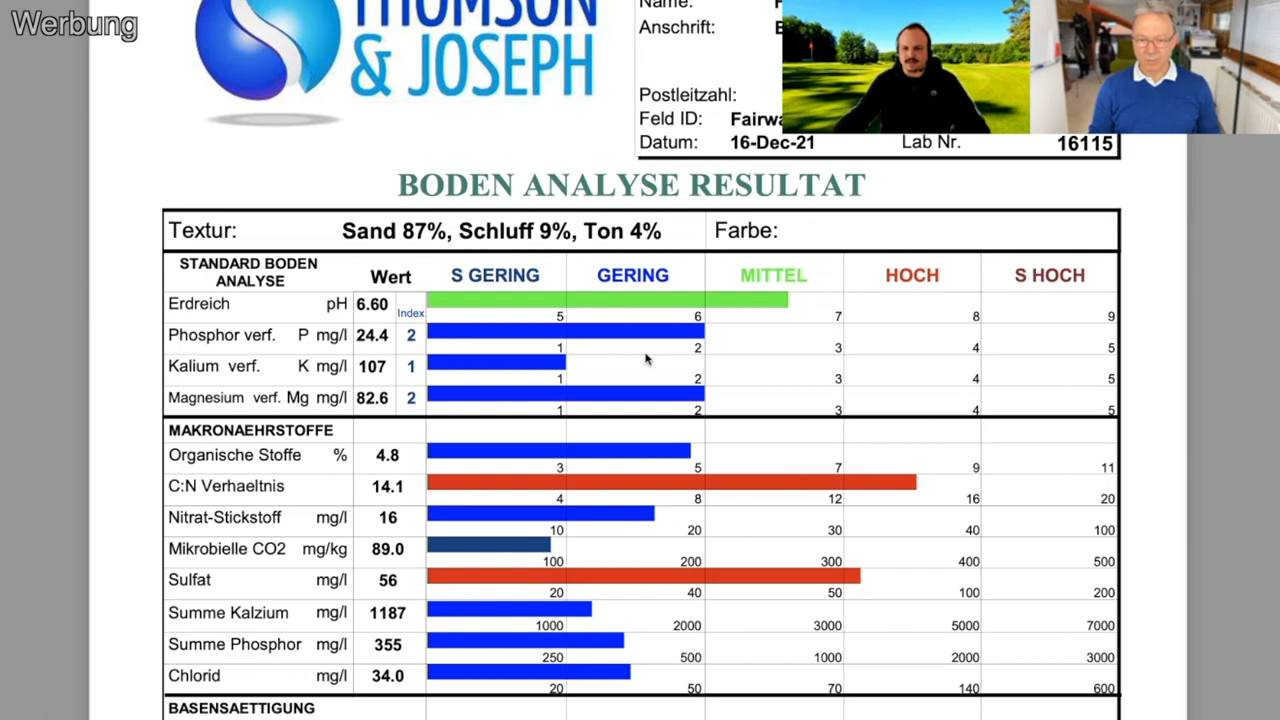 Werbung
THOMSON
& JOSEPH
Name:
Anschrift:
Postleitzahl:
Feld ID: Fairwa
Datum: 16-Dec-21 Lab Nr. 16115
BODEN ANALYSE RESULTAT
Textur: Sand 87%, Schluff 9%, Ton 4% Farbe:
STANDARD BODEN
ANALYSE Wert S GERING GERING MITTEL HOCH S HOCH
Erdreich pH 6.60 Index
5 6 7 8 9
Phosphor verf. P mg/l 24.4 2
1 2 3 4 5
Kalium verf. K mg/l 107 1
1 2 3 4 5
Magnesium verf. Mg mg/l 82.6 2
1 2 3 4 5
MAKRONAEHRSTOFFE
Organische Stoffe % 4.8
3 5 7 9 11
C:N Verhaeltnis 14.1
4 8 12 16 20
Nitrat-Stickstoff mg/l 16
10 20 30 40 100
Mikrobielle CO2 mg/kg 89.0
100 200 300 400 500
Sulfat mg/l 56
20 40 50 100 200
Summe Kalzium mg/l 1187
1000 2000 3000 5000 7000
Summe Phosphor mg/l 355
250 500 1000 2000 3000
Chlorid mg/l 34.0
20 50 70 140 600
BASENSAETTIGUNG